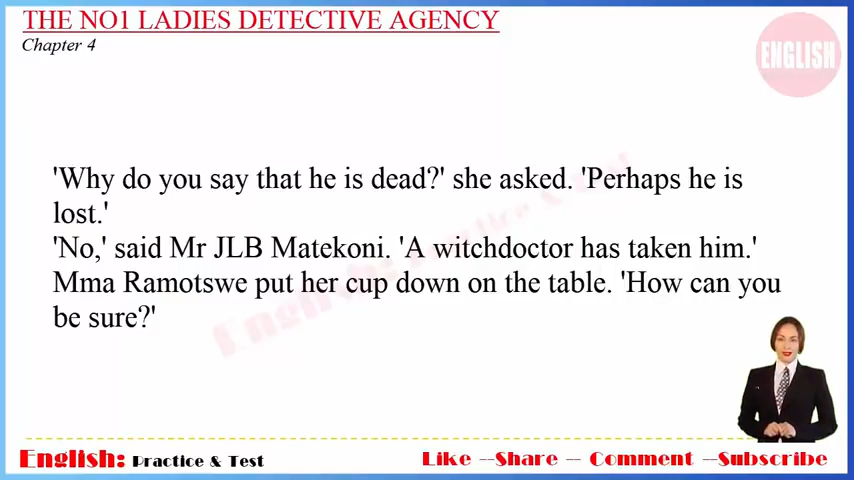 THE NO1 LADIES DETECTIVE AGENCY
Chapter 4
ENGLISH
'Why do you say that he is dead?' she asked. 'Perhaps he is
lost.'
'No,' said Mr JLB Matekoni. 'A witchdoctor has taken him.'
Mma Ramotswe put her cup down on the table. 'How can you
be sure?'
English: Practice & Test
Like --Share -- Comment --Subscribe